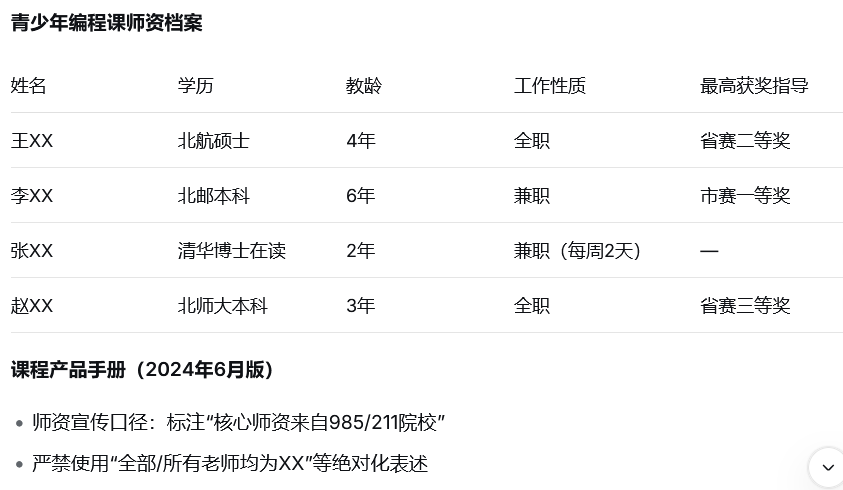 青少年编程课师资档案
姓名 学历 教龄 工作性质 最高获奖指导
王XX 北航硕士 4年 全职 省赛二等奖
李XX 北邮本科 6年 兼职 市赛一等奖
张XX 清华博士在读 2年 兼职（每周2天） —
赵XX 北师大本科 3年 全职 省赛三等奖
课程产品手册（2024年6月版）
• 师资宣传口径：标注“核心师资来自985/211院校”
• 严禁使用“全部/所有老师均为XX”等绝对化表述